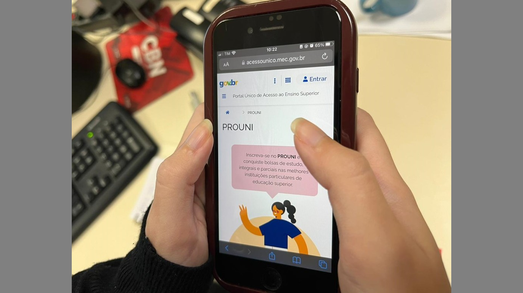 10:22
65%
AA
acessounico.mec.gov.br
gov.br
Entrar
Portal Único de Acesso ao Ensino Superior
PROUNI
PROUNI
Inscreva-se no PROUNI e
conquiste bolsas de estudo
integrais e parciais nas melhores
instituições particulares de
educação superior.
CBN